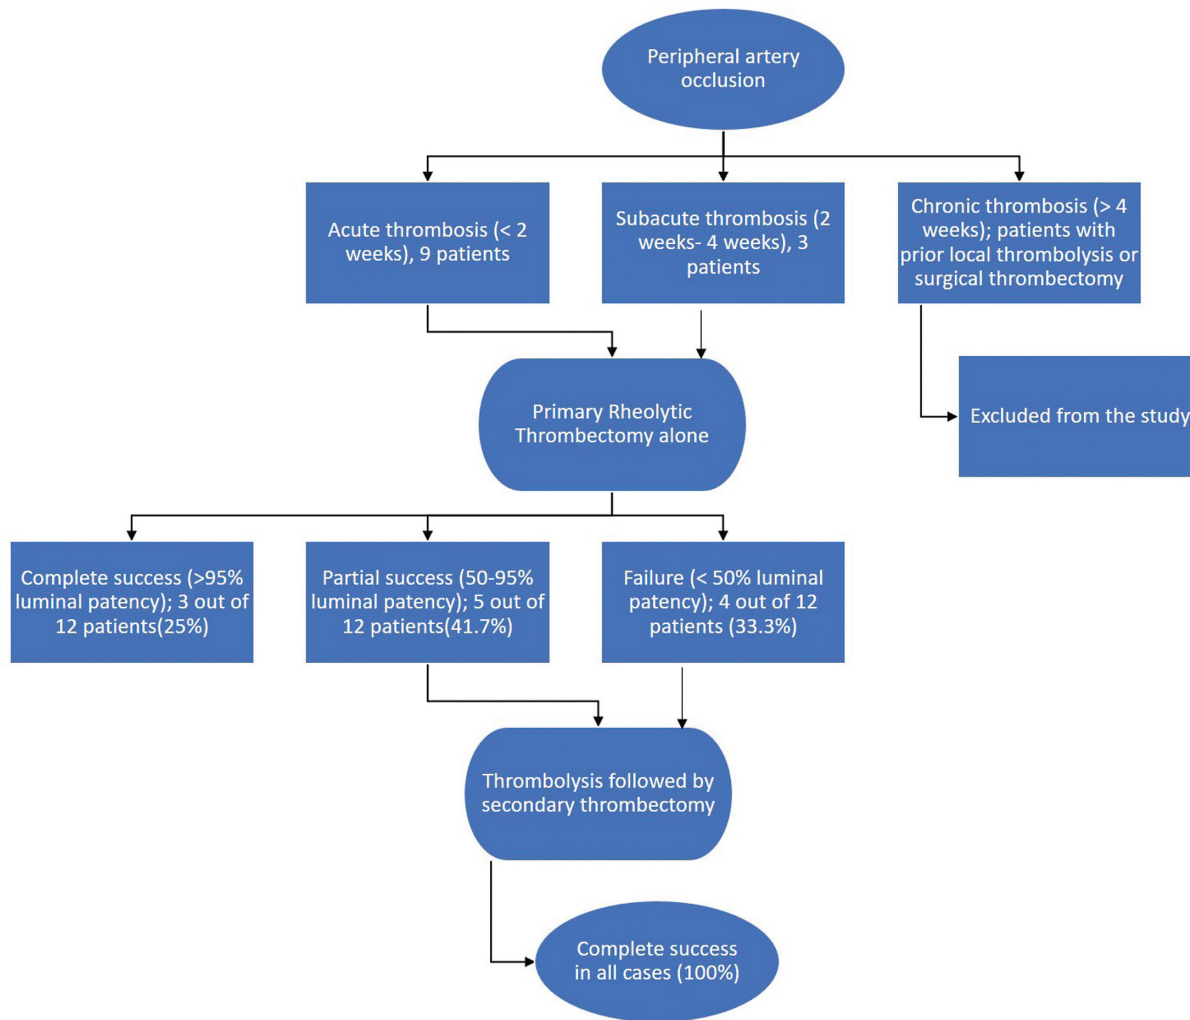 Peripheral artery
occlusion
Acute thrombosis (< 2
weeks), 9 patients
Subacute thrombosis (2
weeks- 4 weeks), 3
patients
Chronic thrombosis (> 4
weeks); patients with
prior local thrombolysis or
surgical thrombectomy
Primary Rheolytic
Thrombectomy alone
Excluded from the study
Complete success (>95%
luminal patency); 3 out of
12 patients(25%)
Partial success (50-95%
luminal patency); 5 out of
12 patients(41.7%)
Failure (< 50% luminal
patency); 4 out of 12
patients (33.3%)
Thrombolysis followed by
secondary thrombectomy
Complete success
in all cases (100%)